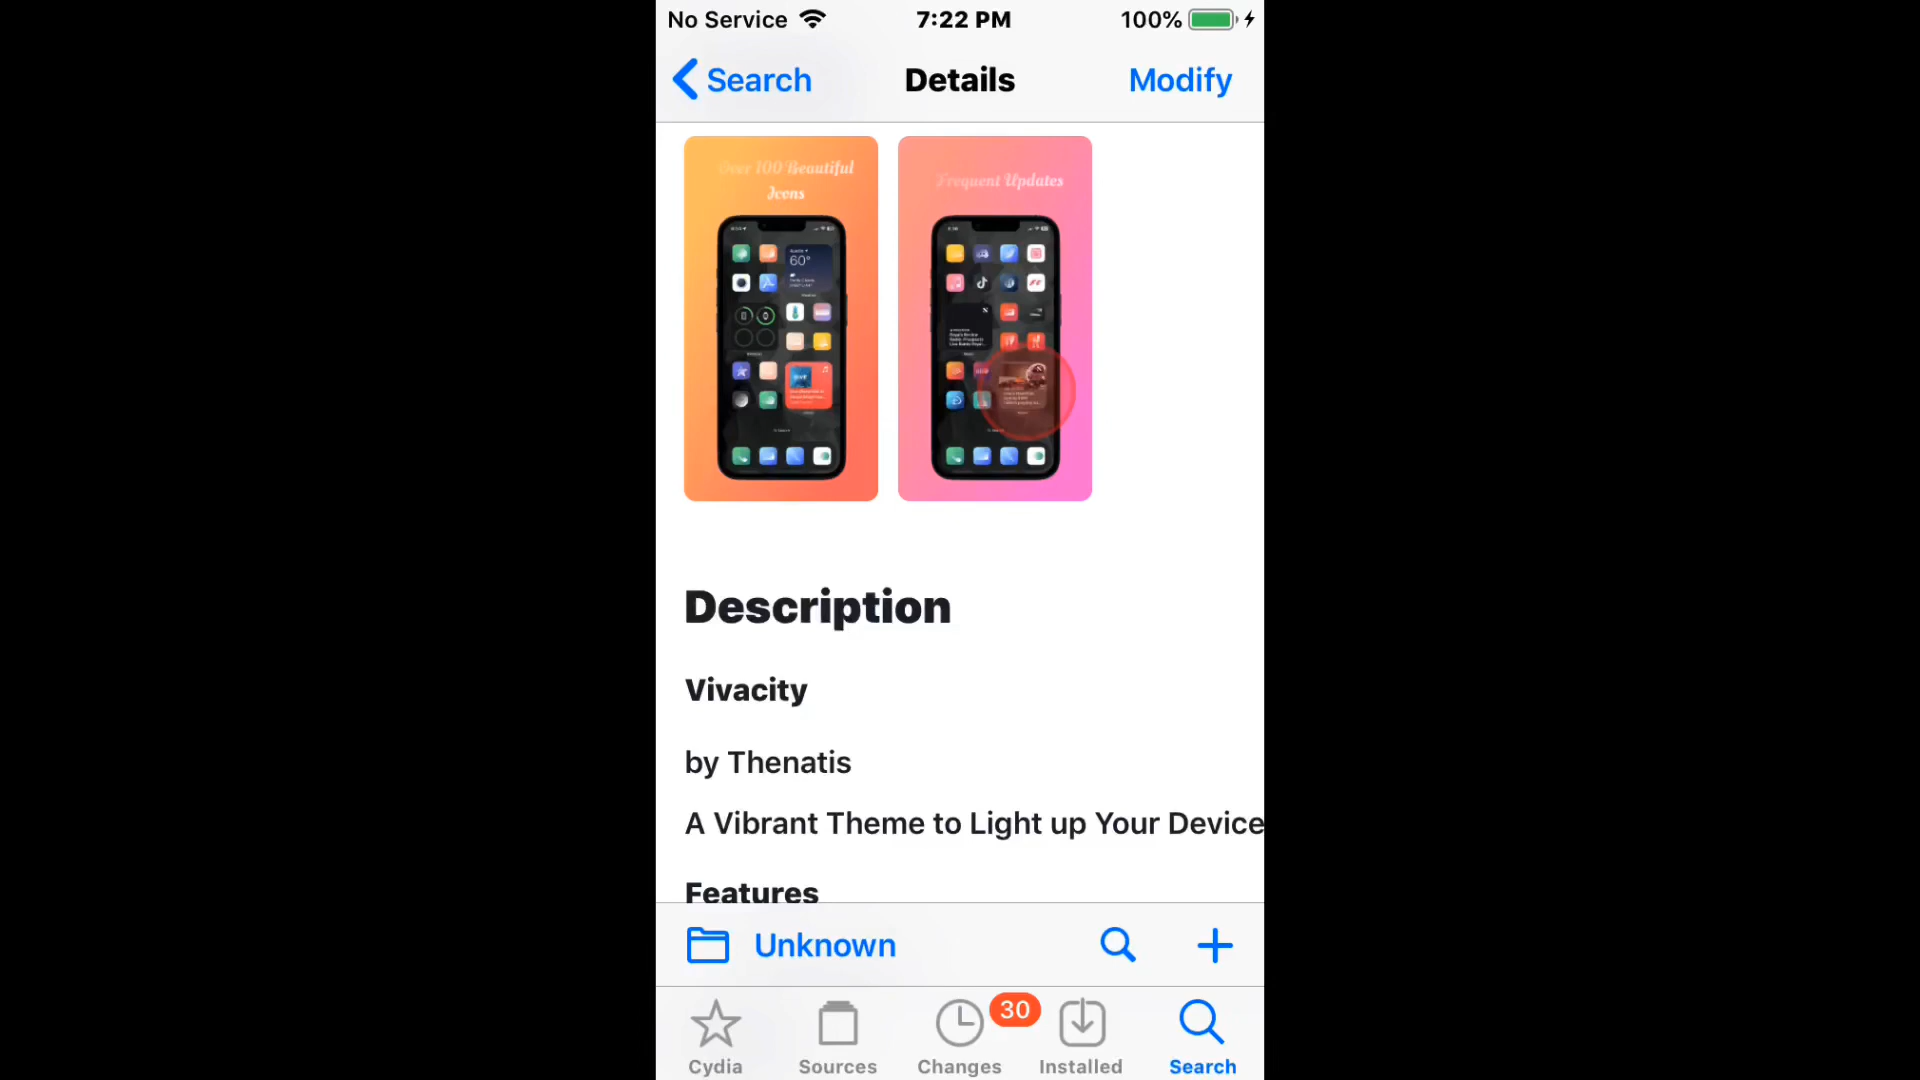 No Service
7:22 PM
100%
Search
Details
Modify
Over 100 Beautiful
Icons
Frequent Updates
60°
Description
Vivacity
by Thenatis
A Vibrant Theme to Light up Your Device
Features
Unknown
30
Cydia
Sources
Changes
Installed
Search